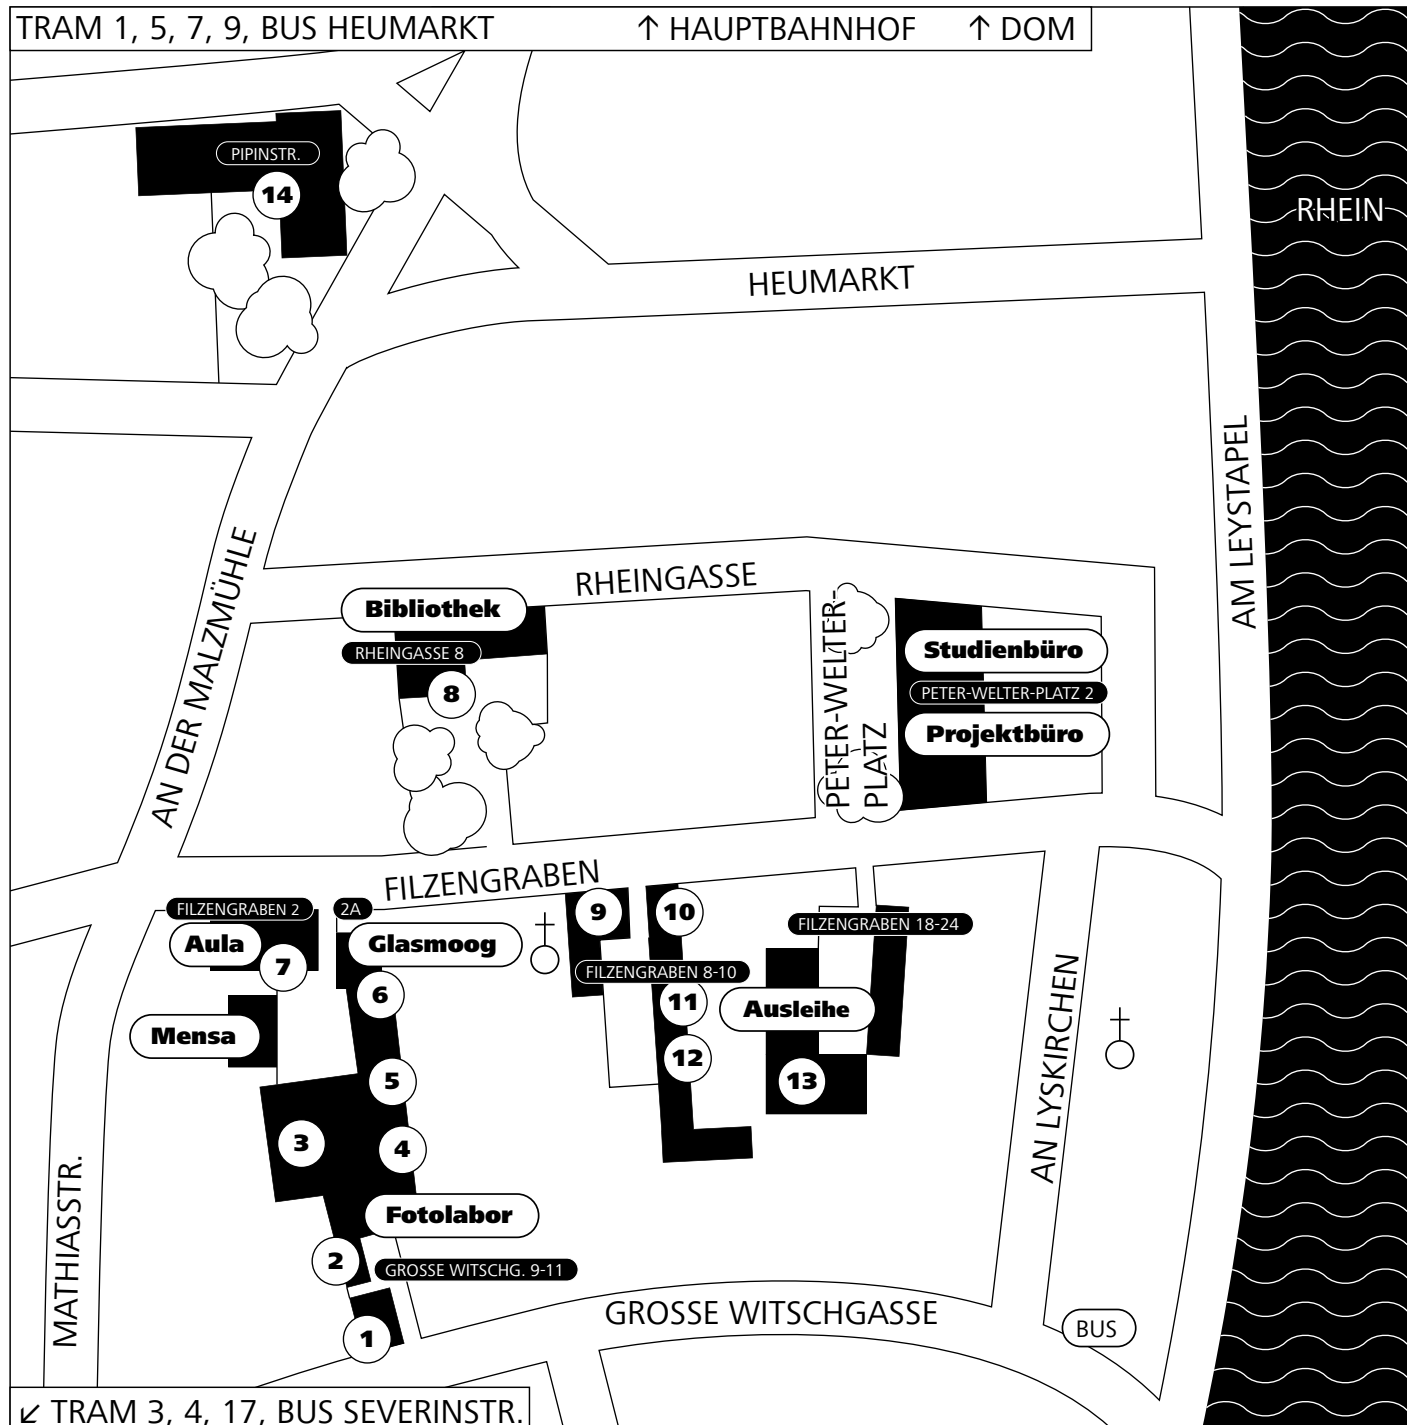 TRAM 1, 5, 7, 9, BUS HEUMARKT ↑ HAUPTBAHNHOF ↑ DOM
PIPINSTR.
14
RHEIN
HEUMARKT
AM LEYSTAPEL
AN DER MALZMÜHLE
RHEINGASSE
Bibliothek
RHEINGASSE 8
8
PETER-WELTER-
PLATZ
Studienbüro
PETER-WELTER-PLATZ 2
Projektbüro
FILZENGRABEN
FILZENGRABEN 2
2A
Aula
7
Glasmoog
6
9
10
FILZENGRABEN 18-24
FILZENGRABEN 8-10
11
Ausleihe
Mensa
12
13
5
3
4
AN LYSKIRCHEN
MATHIASSTR.
Fotolabor
2
GROSSE WITSCHG. 9-11
1
GROSSE WITSCHGASSE
BUS
↙ TRAM 3, 4, 17, BUS SEVERINSTR.